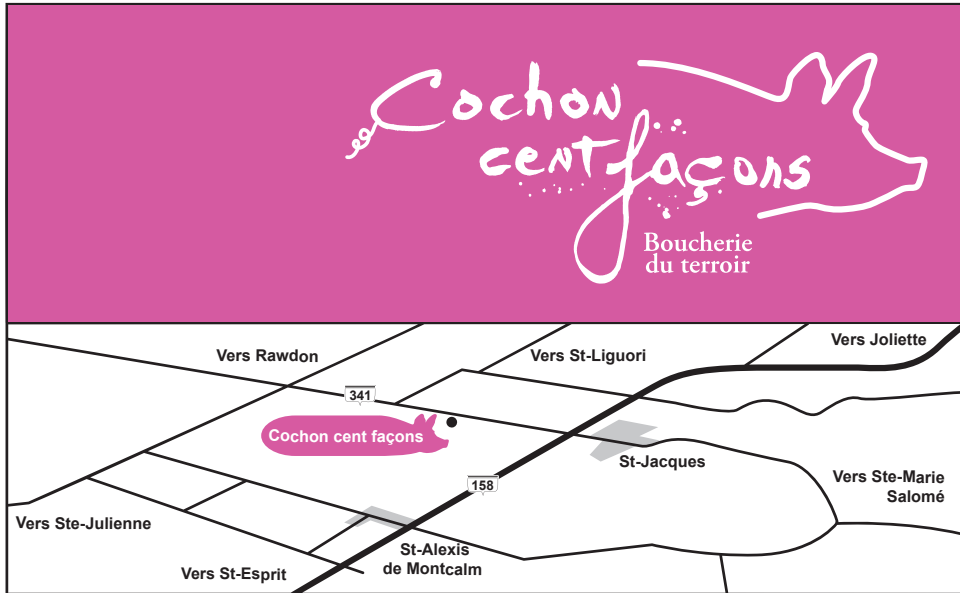 Cochon
cent façons
Boucherie
du terroir
Vers Rawdon
Vers St-Liguori
Vers Joliette
341
Cochon cent façons
St-Jacques
158
Vers Ste-Marie
Salomé
Vers Ste-Julienne
St-Alexis
de Montcalm
Vers St-Esprit